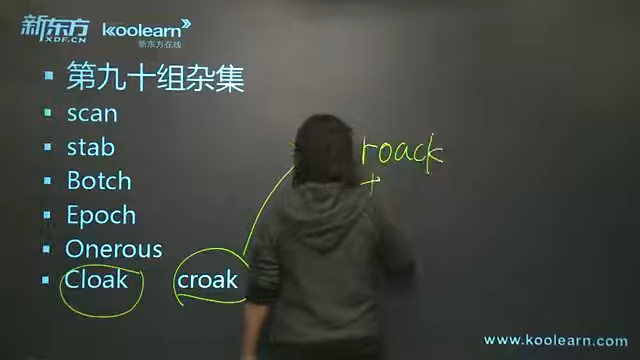 新东方 koolearn
XDF.CN 新东方在线
第九十组杂集
scan
stab
Botch
Epoch
Onerous
Cloak croak
roack
+
www.koolearn.com